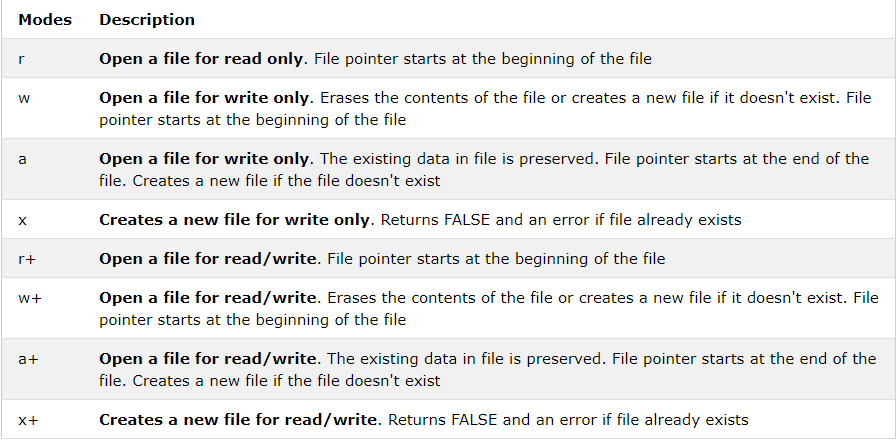 Modes Description
r Open a file for read only. File pointer starts at the beginning of the file
w Open a file for write only. Erases the contents of the file or creates a new file if it doesn't exist. File
pointer starts at the beginning of the file
a Open a file for write only. The existing data in file is preserved. File pointer starts at the end of the
file. Creates a new file if the file doesn't exist
x Creates a new file for write only. Returns FALSE and an error if file already exists
r+ Open a file for read/write. File pointer starts at the beginning of the file
w+ Open a file for read/write. Erases the contents of the file or creates a new file if it doesn't exist. File
pointer starts at the beginning of the file
a+ Open a file for read/write. The existing data in file is preserved. File pointer starts at the end of the
file. Creates a new file if the file doesn't exist
x+ Creates a new file for read/write. Returns FALSE and an error if file already exists